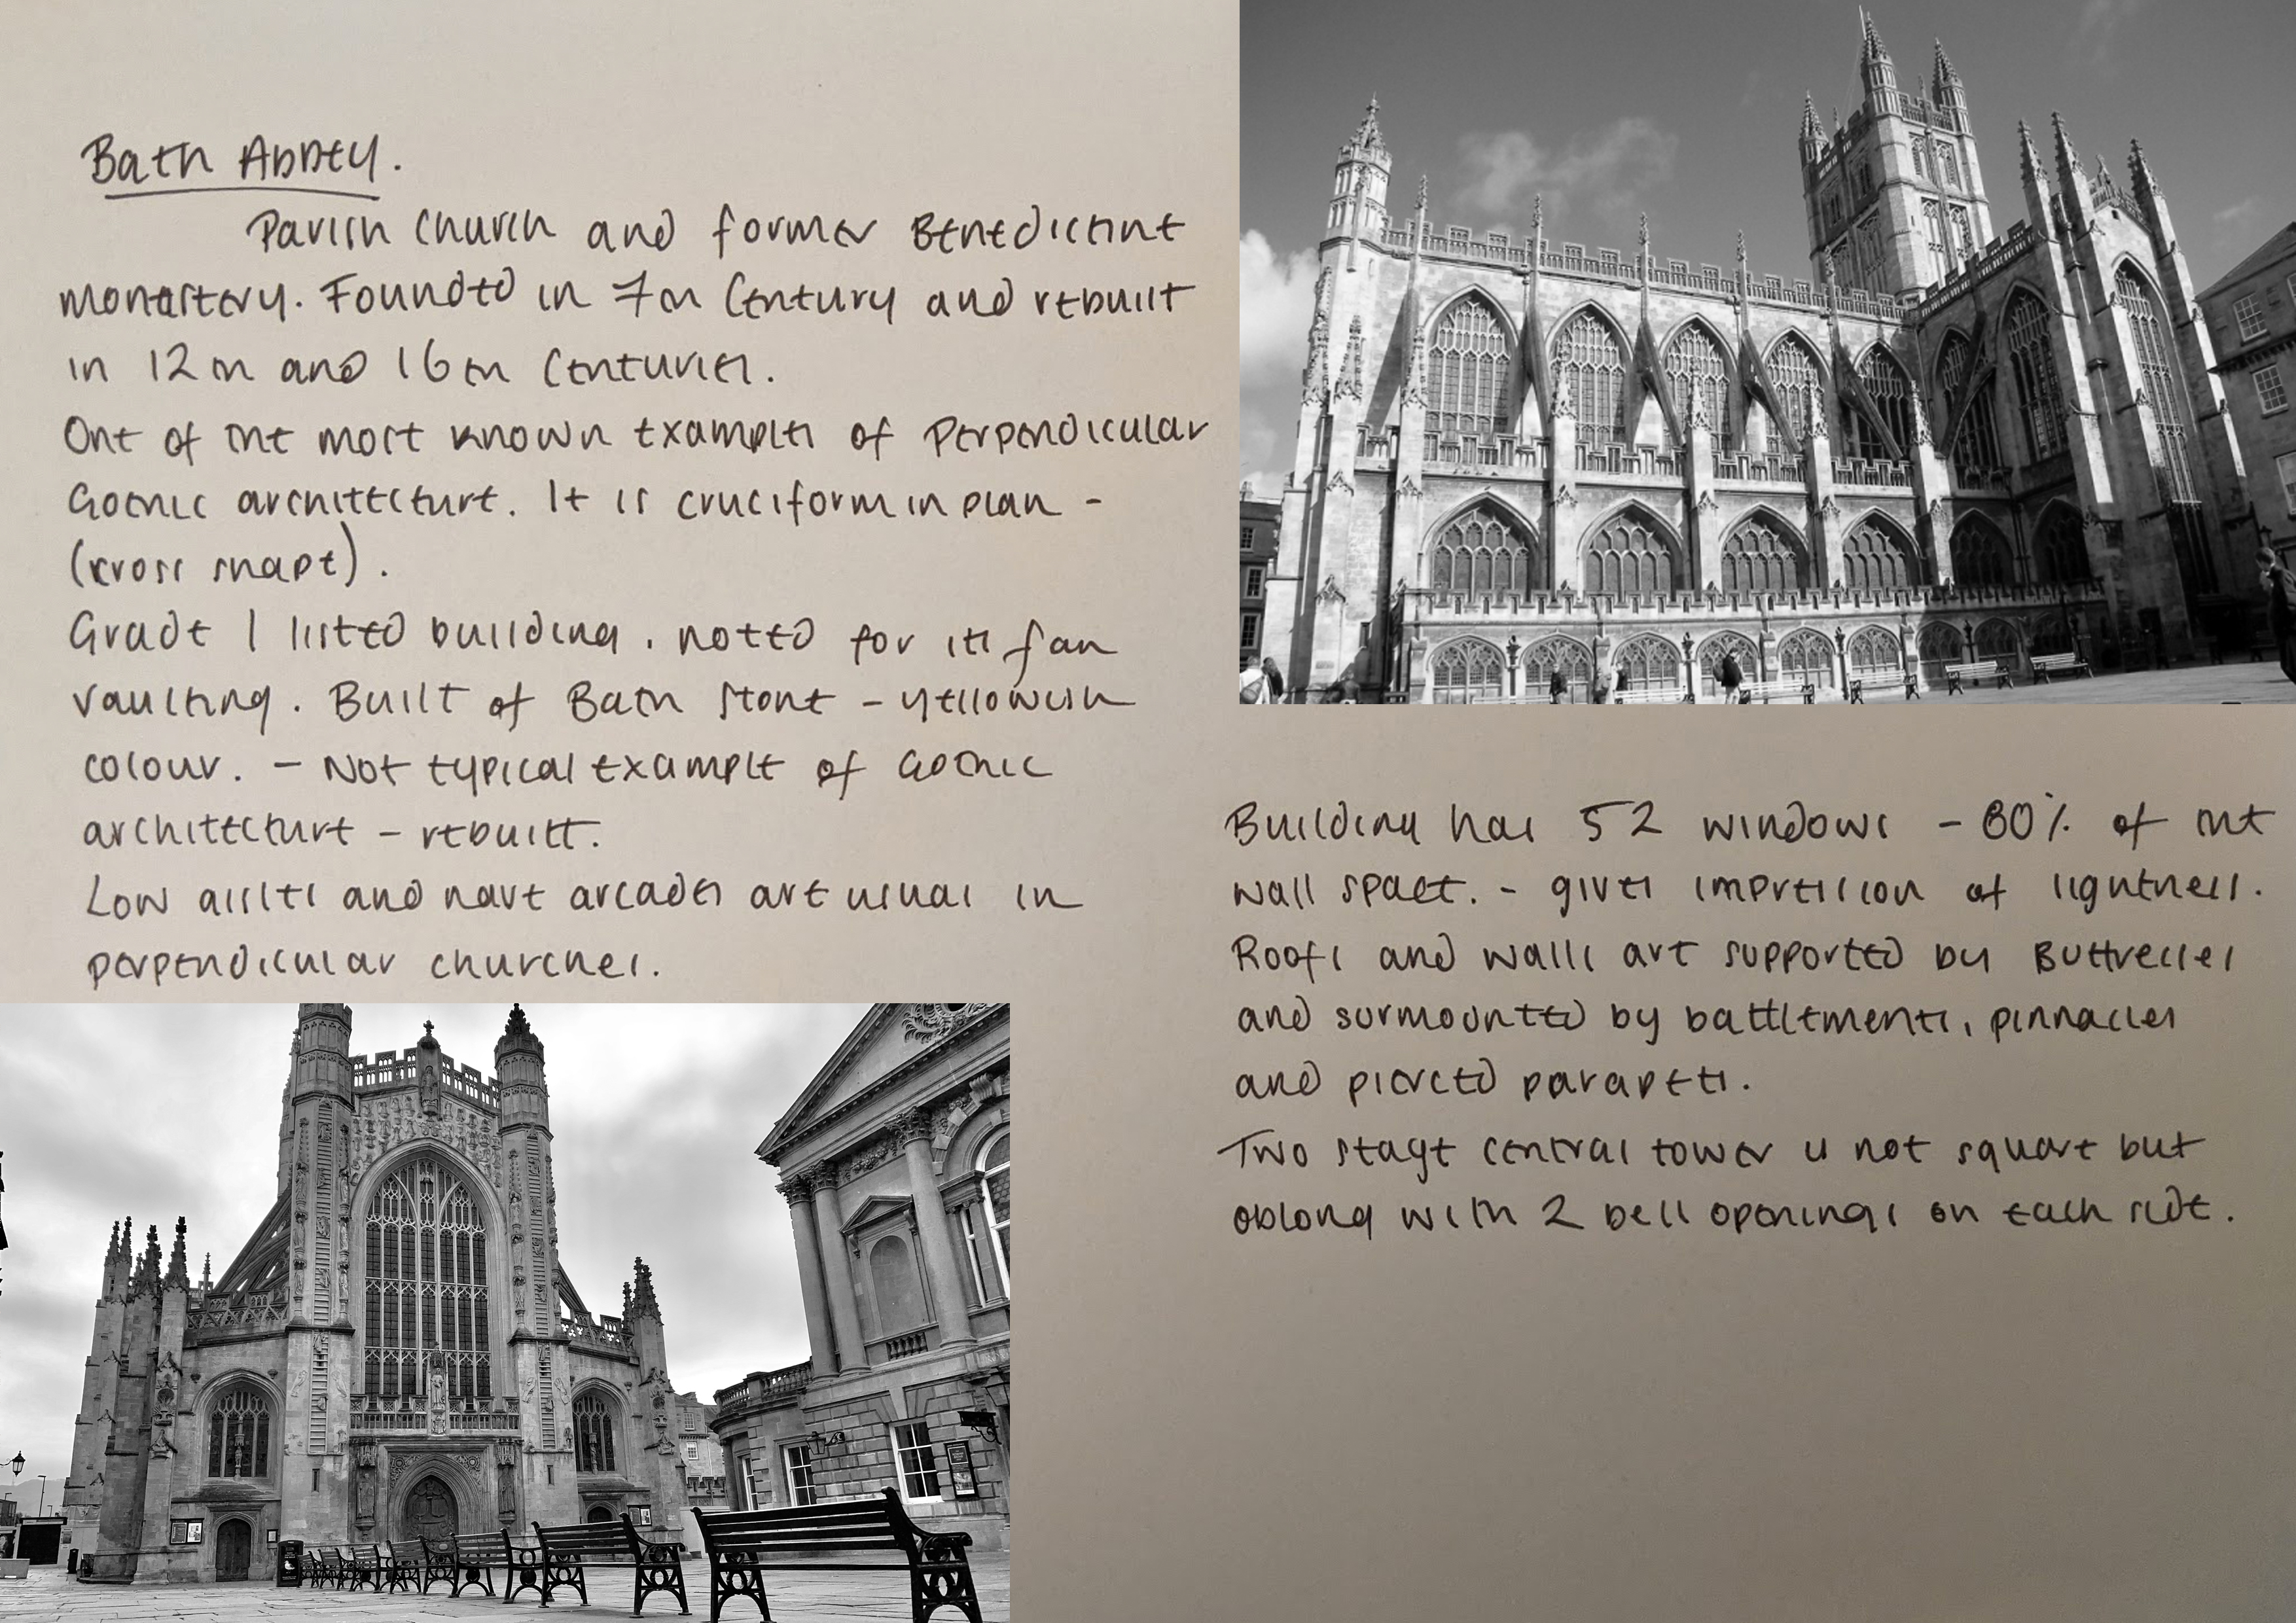 Bath Abbey.
Parish church and former Benedictine
monastery. Founded in 7th Century and rebuilt
in 12th and 16th Centuries.
One of the most known examples of Perpendicular
Gothic architecture. It is cruciform in plan -
(cross shape).
Grade 1 listed building, noted for its fan
vaulting. Built of Bath Stone - yellowish
colour. - Not typical example of Gothic
architecture - rebuilt.
Low aisles and nave arcades are usual in
perpendicular churches.
Building has 52 windows - 80% of the
wall space. - gives impression of lightness.
Roofs and walls are supported by Buttresses
and surmounted by battlements, pinnacles
and pierced parapets.
Two stage central tower is not square but
oblong with 2 bell openings on each side.